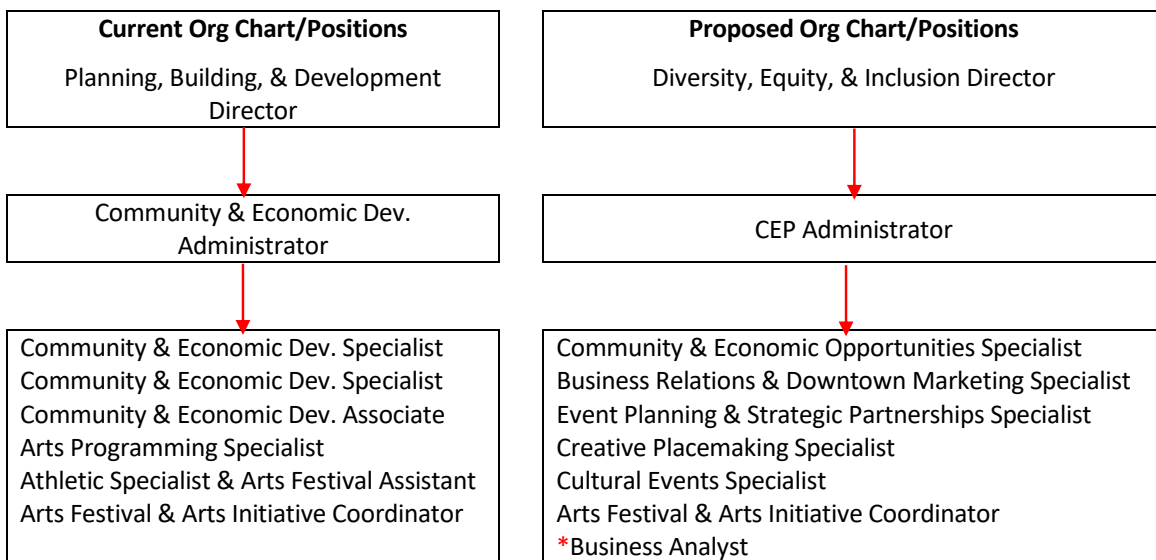 Current Org Chart/Positions
Planning, Building, & Development
Director
Community & Economic Dev.
Administrator
Community & Economic Dev. Specialist
Community & Economic Dev. Specialist
Community & Economic Dev. Associate
Arts Programming Specialist
Athletic Specialist & Arts Festival Assistant
Arts Festival & Arts Initiative Coordinator
Proposed Org Chart/Positions
Diversity, Equity, & Inclusion Director
CEP Administrator
Community & Economic Opportunities Specialist
Business Relations & Downtown Marketing Specialist
Event Planning & Strategic Partnerships Specialist
Creative Placemaking Specialist
Cultural Events Specialist
Arts Festival & Arts Initiative Coordinator
*Business Analyst